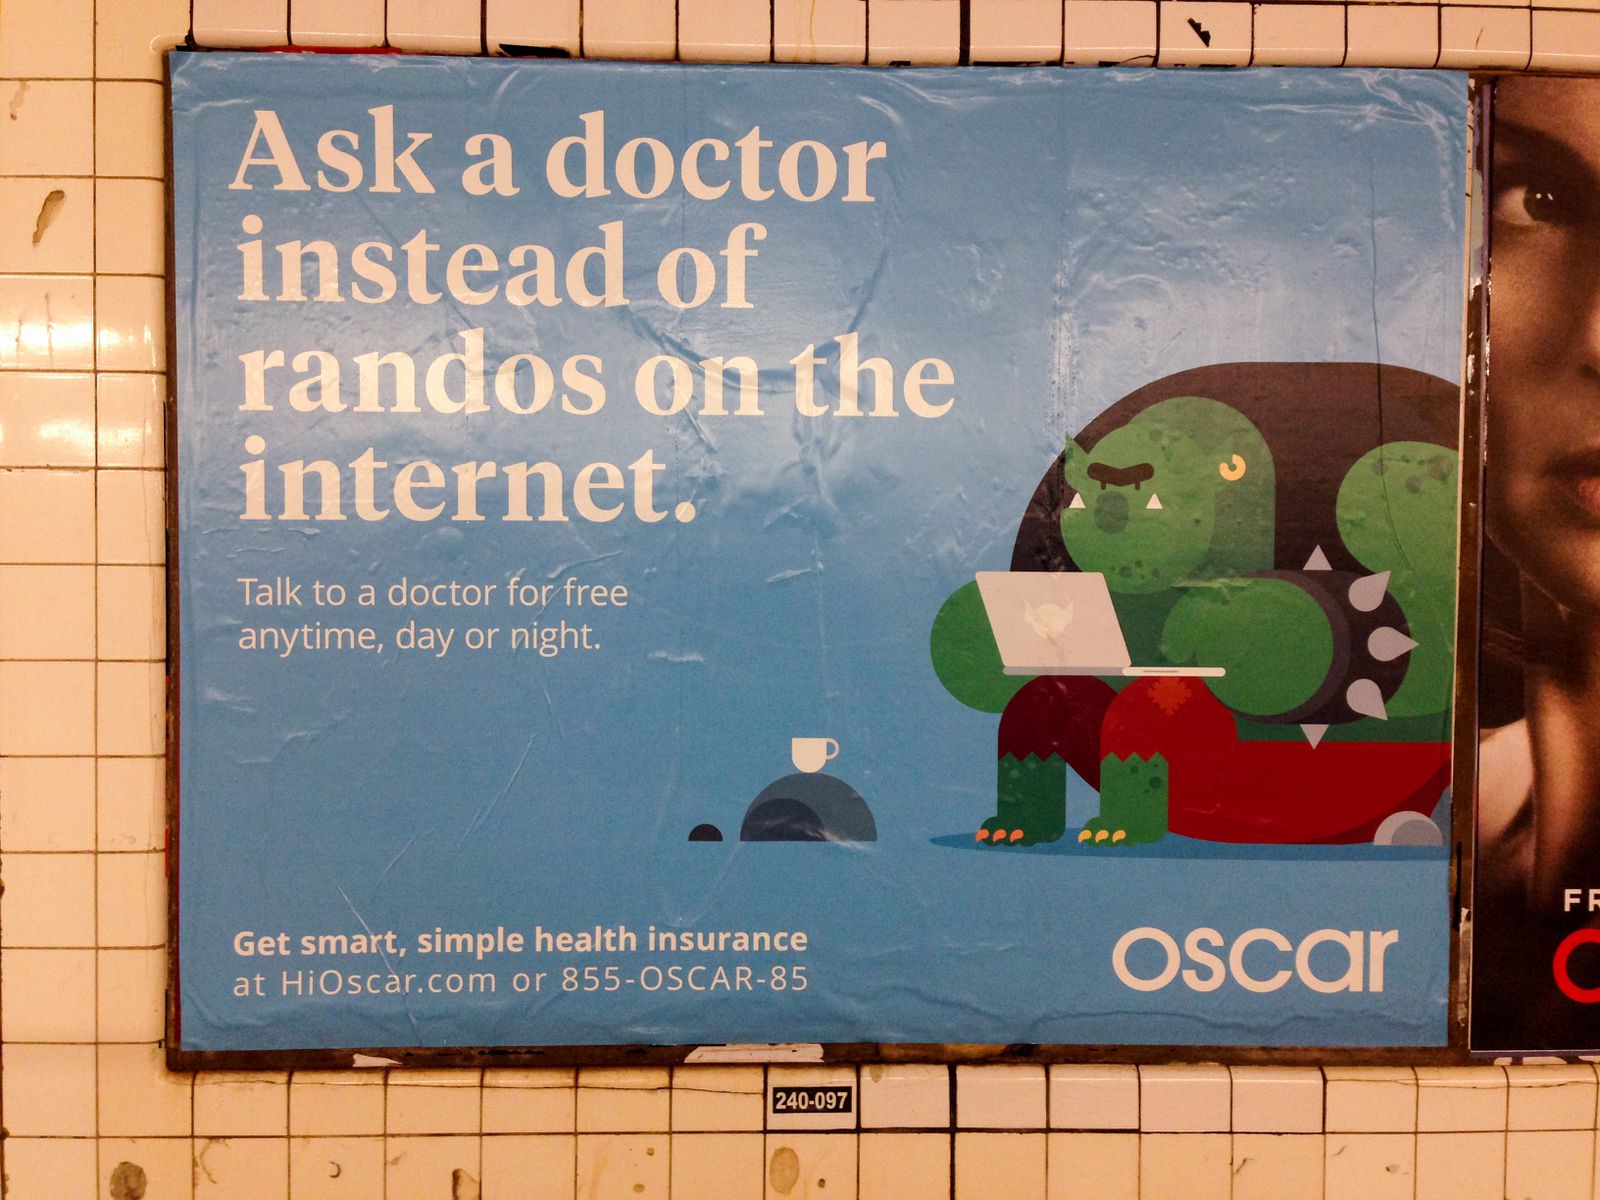 Ask a doctor
instead of
randos on the
internet.
Talk to a doctor for free
anytime, day or night.
Get smart, simple health insurance
at HiOscar.com or 855-OSCAR-85
oscar
240-097
FR